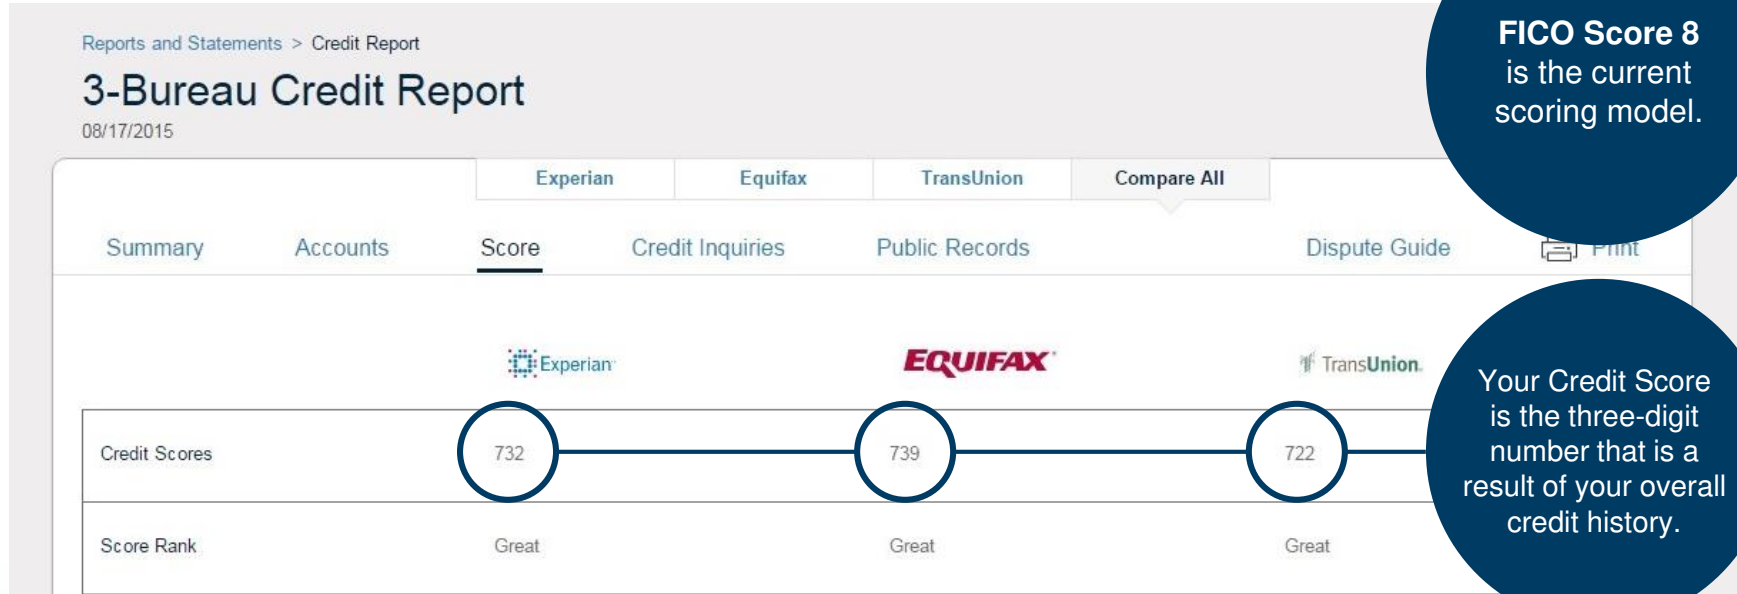 FICO Score 8
is the current
scoring model.
Reports and Statements > Credit Report
3-Bureau Credit Report
08/17/2015
Experian Equifax TransUnion Compare All
Summary Accounts Score Credit Inquiries Public Records Dispute Guide Print
Experian EQUIFAX TransUnion
Credit Scores 732 739 722
Score Rank Great Great Great
Your Credit Score
is the three-digit
number that is a
result of your overall
credit history.